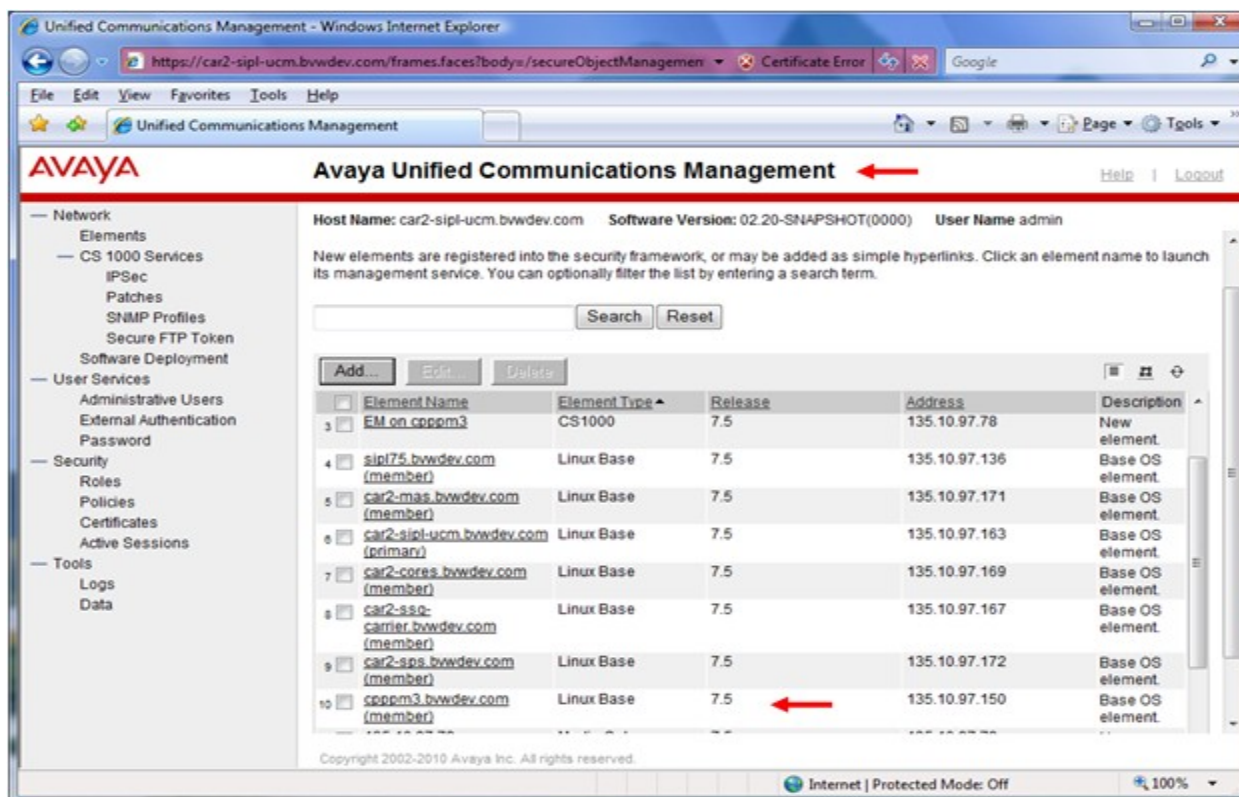 Unified Communications Management - Windows Internet Explorer
https://car2-sipl-ucm.bvwdev.com/frames.faces?body=/secureObjectManagemen Certificate Error Google
File Edit View Favorites Tools Help
Unified Communications Management Page Tools
AVAYA Avaya Unified Communications Management Help | Logout
Network
Elements
CS 1000 Services
IPSec
Patches
SNMP Profiles
Secure FTP Token
Software Deployment
User Services
Administrative Users
External Authentication
Password
Security
Roles
Policies
Certificates
Active Sessions
Tools
Logs
Data
Host Name: car2-sipl-ucm.bvwdev.com Software Version: 02.20-SNAPSHOT(0000) User Name admin
New elements are registered into the security framework, or may be added as simple hyperlinks. Click an element name to launch
its management service. You can optionally filter the list by entering a search term.
Search Reset
Add... Edit... Delete
Element Name Element Type Release Address Description
3 EM on cpppm3 CS1000 7.5 135.10.97.78 New
element.
4 sipl75.bvwdev.com Linux Base 7.5 135.10.97.136 Base OS
(member) element.
5 car2-mas.bvwdev.com Linux Base 7.5 135.10.97.171 Base OS
(member) element.
6 car2-sipl-ucm.bvwdev.com Linux Base 7.5 135.10.97.163 Base OS
(primary) element.
7 car2-cores.bvwdev.com Linux Base 7.5 135.10.97.169 Base OS
(member) element.
8 car2-ssg- Linux Base 7.5 135.10.97.167 Base OS
carrier.bvwdev.com element.
(member)
9 car2-sps.bvwdev.com Linux Base 7.5 135.10.97.172 Base OS
(member) element.
10 cpppm3.bvwdev.com Linux Base 7.5 135.10.97.150 Base OS
(member) element.
Copyright 2002-2010 Avaya Inc. All rights reserved.
Internet | Protected Mode: Off 100%